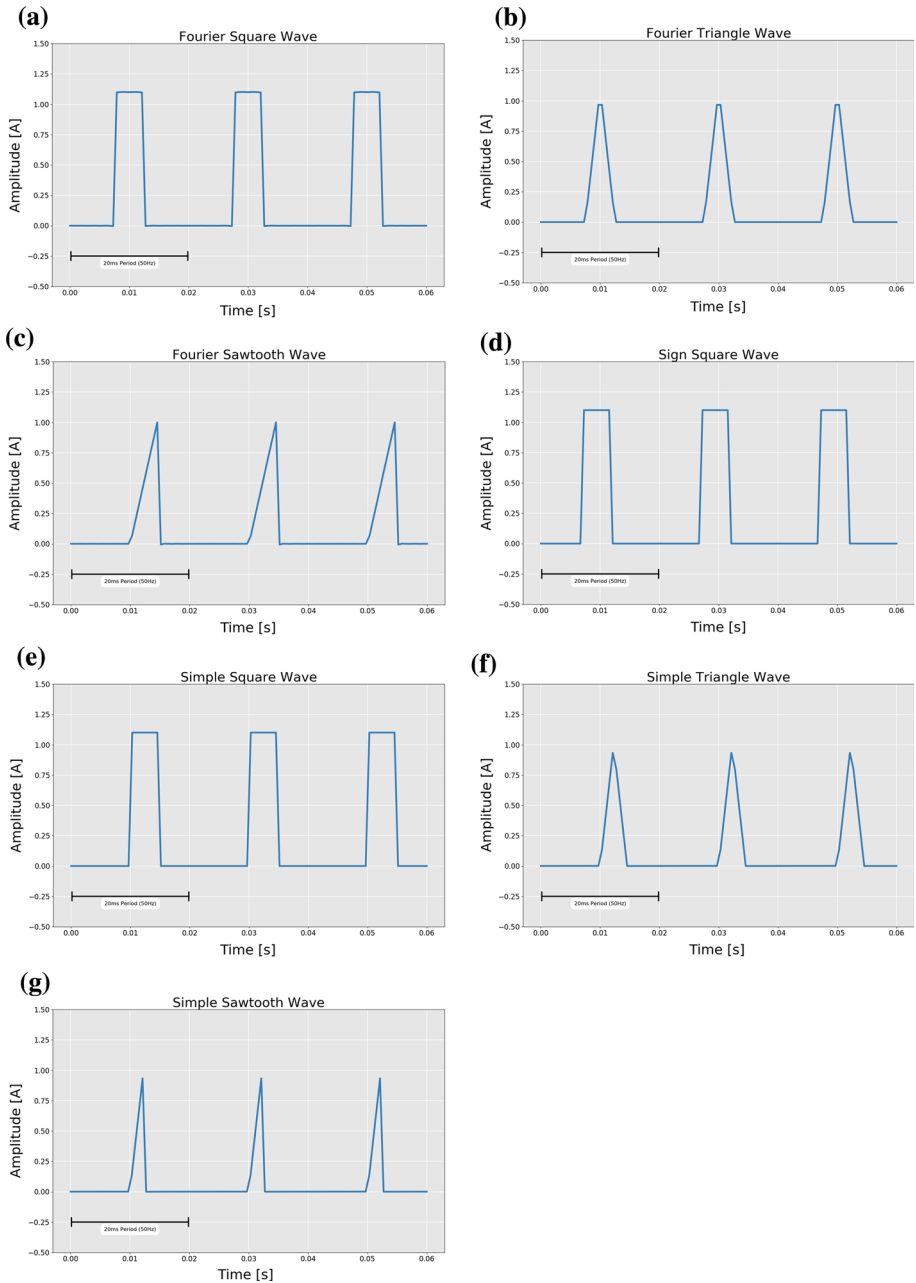 (a)
Fourier Square Wave
1.50
1.25
1.00
0.75
0.50
0.25
0.00
−0.25
−0.50
Amplitude [A]
20ms Period (50Hz)
0.00 0.01 0.02 0.03 0.04 0.05 0.06
Time [s]
(b)
Fourier Triangle Wave
1.50
1.25
1.00
0.75
0.50
0.25
0.00
−0.25
−0.50
Amplitude [A]
20ms Period (50Hz)
0.00 0.01 0.02 0.03 0.04 0.05 0.06
Time [s]
(c)
Fourier Sawtooth Wave
1.50
1.25
1.00
0.75
0.50
0.25
0.00
−0.25
−0.50
Amplitude [A]
20ms Period (50Hz)
0.00 0.01 0.02 0.03 0.04 0.05 0.06
Time [s]
(d)
Sign Square Wave
1.50
1.25
1.00
0.75
0.50
0.25
0.00
−0.25
−0.50
Amplitude [A]
20ms Period (50Hz)
0.00 0.01 0.02 0.03 0.04 0.05 0.06
Time [s]
(e)
Simple Square Wave
1.50
1.25
1.00
0.75
0.50
0.25
0.00
−0.25
−0.50
Amplitude [A]
20ms Period (50Hz)
0.00 0.01 0.02 0.03 0.04 0.05 0.06
Time [s]
(f)
Simple Triangle Wave
1.50
1.25
1.00
0.75
0.50
0.25
0.00
−0.25
−0.50
Amplitude [A]
20ms Period (50Hz)
0.00 0.01 0.02 0.03 0.04 0.05 0.06
Time [s]
(g)
Simple Sawtooth Wave
1.50
1.25
1.00
0.75
0.50
0.25
0.00
−0.25
−0.50
Amplitude [A]
20ms Period (50Hz)
0.00 0.01 0.02 0.03 0.04 0.05 0.06
Time [s]